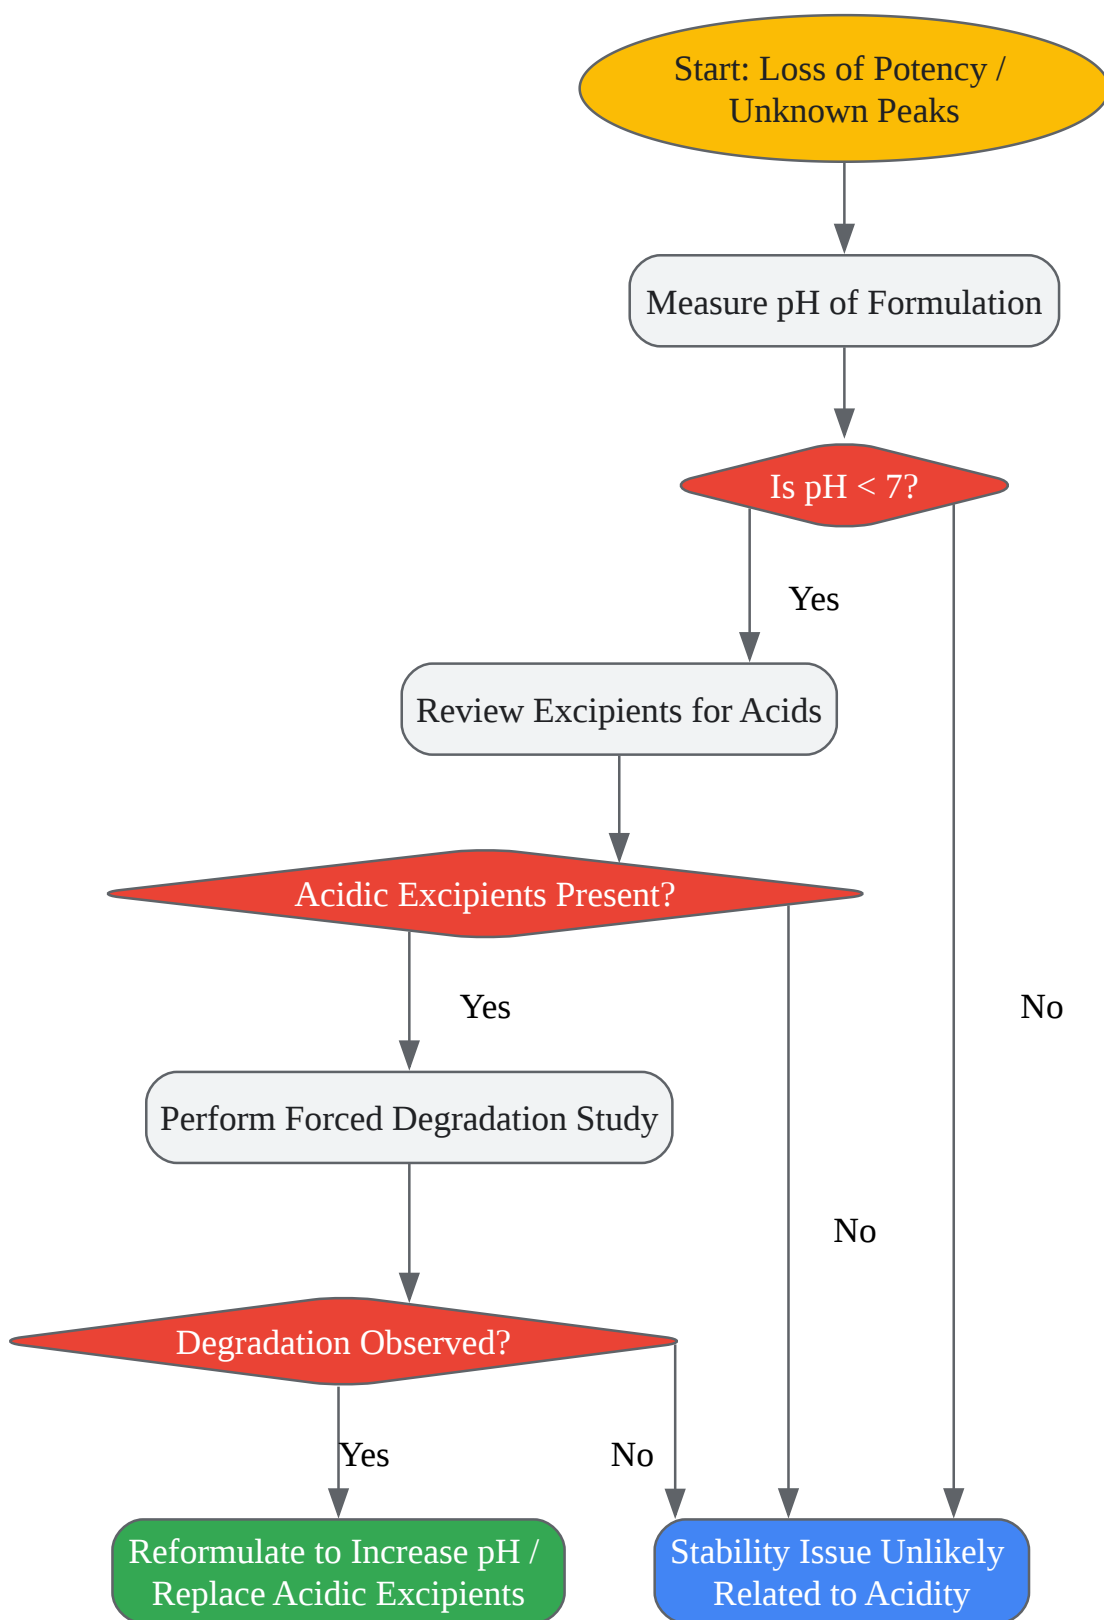 Start: Loss of Potency /
Unknown Peaks
Measure pH of Formulation
Is pH < 7?
Yes
Review Excipients for Acids
Acidic Excipients Present?
Yes
No
Perform Forced Degradation Study
No
Degradation Observed?
Yes
No
Reformulate to Increase pH /
Replace Acidic Excipients
Stability Issue Unlikely
Related to Acidity